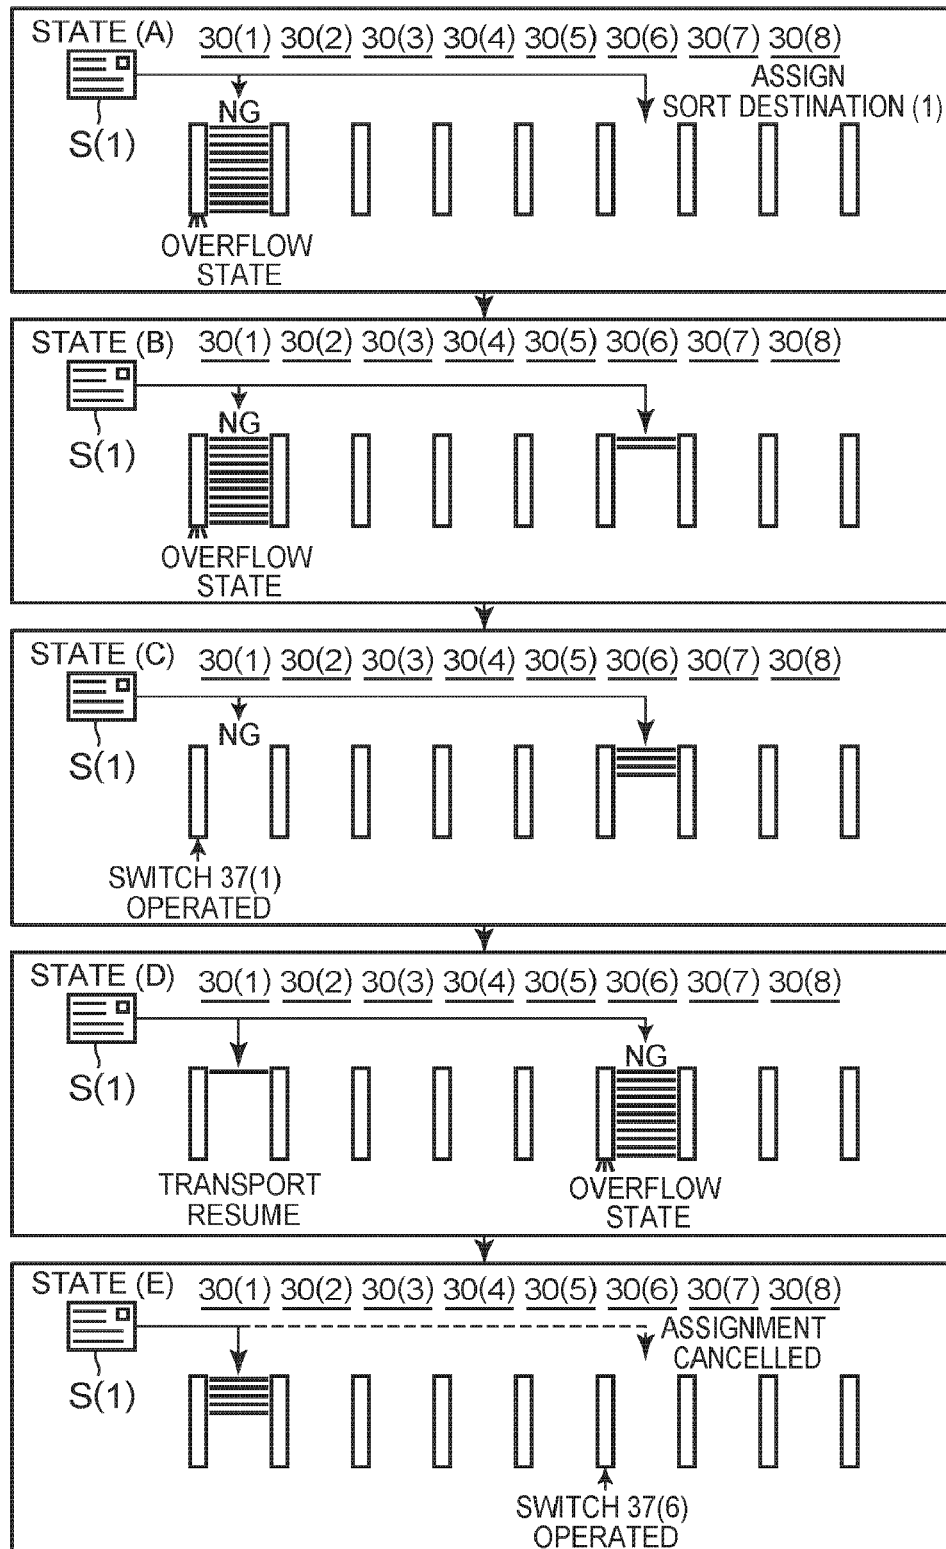 STATE (A)
30(1) 30(2) 30(3) 30(4) 30(5) 30(6) 30(7) 30(8)
ASSIGN
SORT DESTINATION (1)
NG
S(1)
OVERFLOW
STATE
STATE (B)
30(1) 30(2) 30(3) 30(4) 30(5) 30(6) 30(7) 30(8)
NG
S(1)
OVERFLOW
STATE
STATE (C)
30(1) 30(2) 30(3) 30(4) 30(5) 30(6) 30(7) 30(8)
NG
S(1)
SWITCH 37(1)
OPERATED
STATE (D)
30(1) 30(2) 30(3) 30(4) 30(5) 30(6) 30(7) 30(8)
NG
S(1)
TRANSPORT
RESUME
OVERFLOW
STATE
STATE (E)
30(1) 30(2) 30(3) 30(4) 30(5) 30(6) 30(7) 30(8)
ASSIGNMENT
CANCELLED
S(1)
SWITCH 37(6)
OPERATED